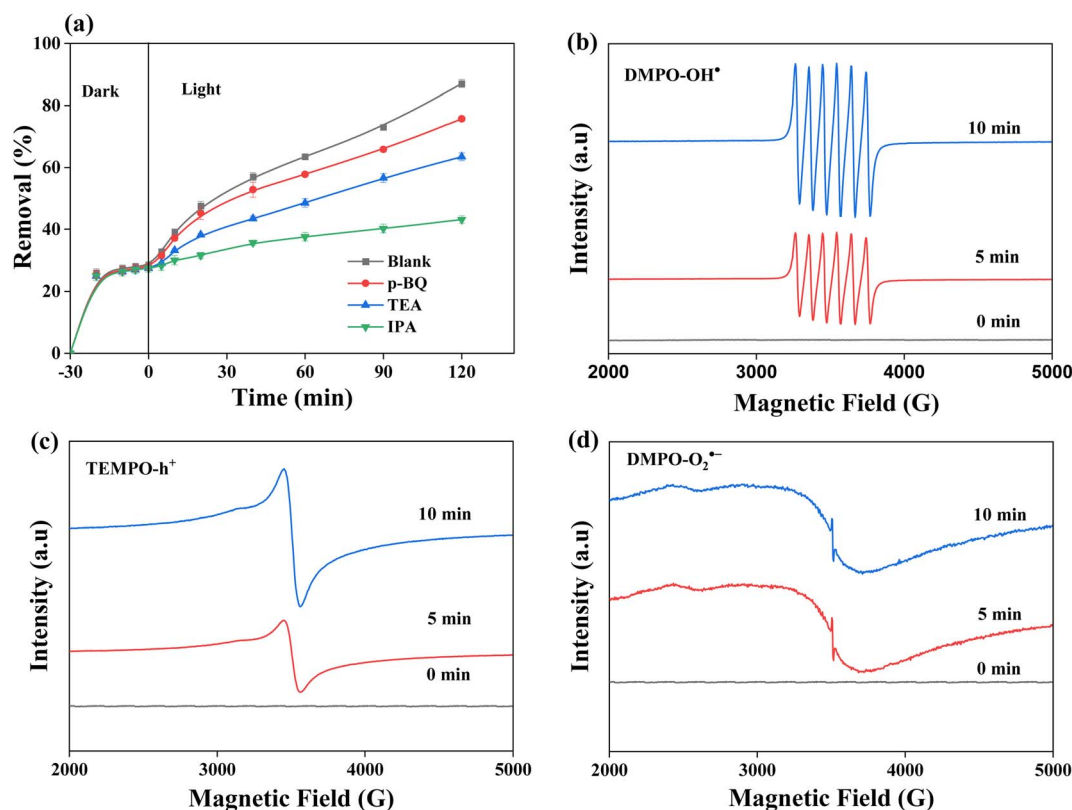 (a)
100
80
60
40
20
0
Removal (%)
Dark
Light
Blank
p-BQ
TEA
IPA
-30 0 30 60 90 120
Time (min)
(b)
DMPO-OH•
10 min
5 min
0 min
Intensity (a.u)
2000 3000 4000 5000
Magnetic Field (G)
(c)
TEMPO-h⁺
10 min
5 min
0 min
Intensity (a.u)
2000 3000 4000 5000
Magnetic Field (G)
(d)
DMPO-O₂•⁻
10 min
5 min
0 min
Intensity (a.u)
2000 3000 4000 5000
Magnetic Field (G)